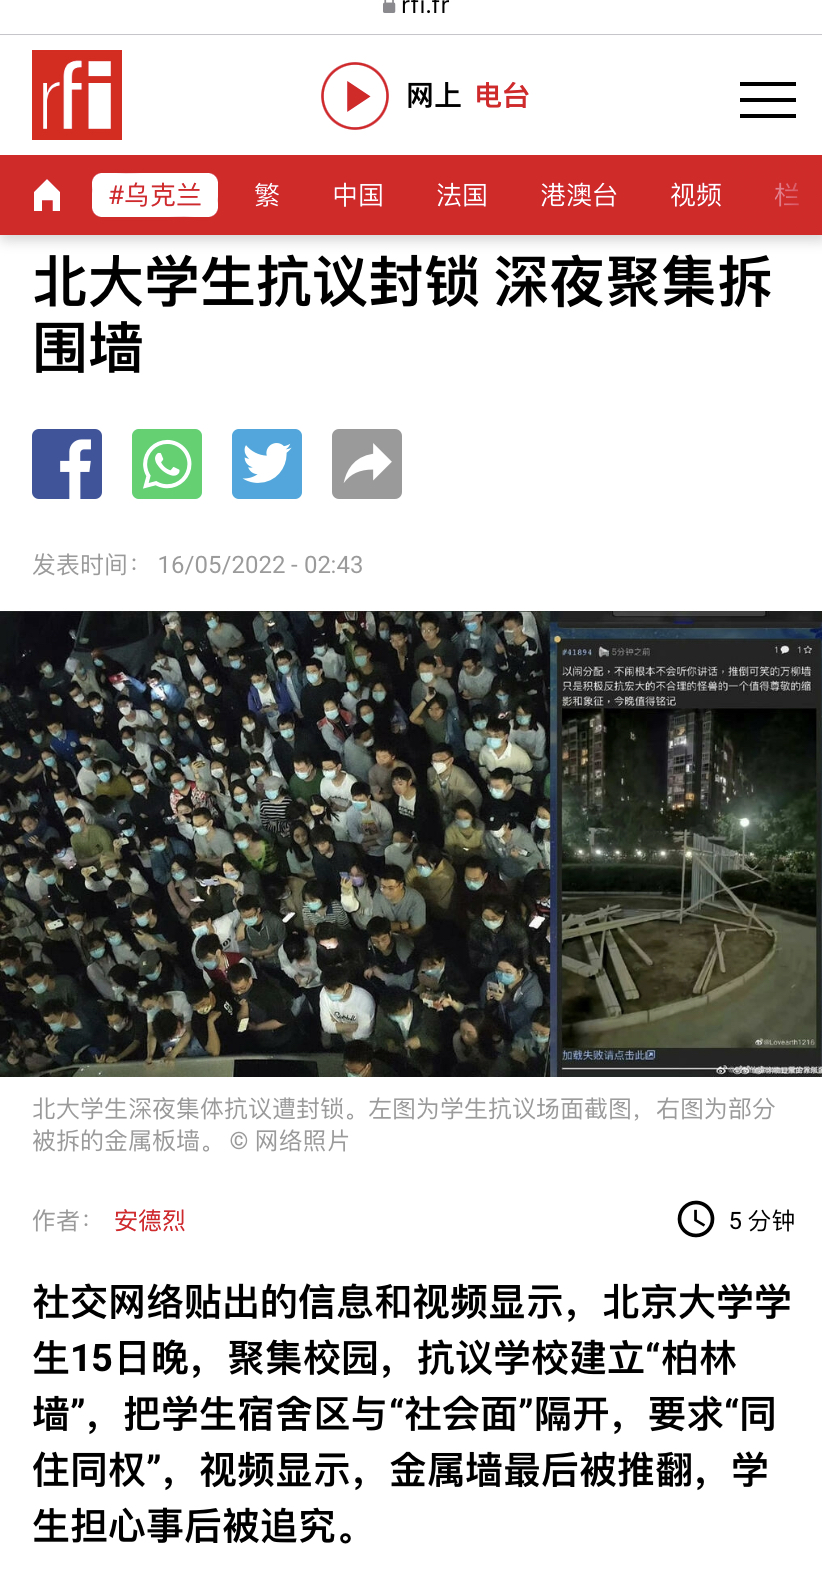 rfi.fr
rfi
网上 电台
#乌克兰 繁 中国 法国 港澳台 视频 栏
北大学生抗议封锁 深夜聚集拆
围墙
发表时间： 16/05/2022 - 02:43
#41894 5分钟之前 1 1
以闹分配，不闹根本不会听你讲话，推倒可笑的万柳墙
只是积极反抗宏大的不合理的怪兽的一个值得尊敬的缩
影和象征，今晚值得铭记
@Lovearth1216
加载失败请点击此
北大学生深夜集体抗议遭封锁。左图为学生抗议场面截图，右图为部分
被拆的金属板墙。 © 网络照片
作者： 安德烈 5 分钟
社交网络贴出的信息和视频显示，北京大学学
生15日晚，聚集校园，抗议学校建立“柏林
墙”，把学生宿舍区与“社会面”隔开，要求“同
住同权”，视频显示，金属墙最后被推翻，学
生担心事后被追究。